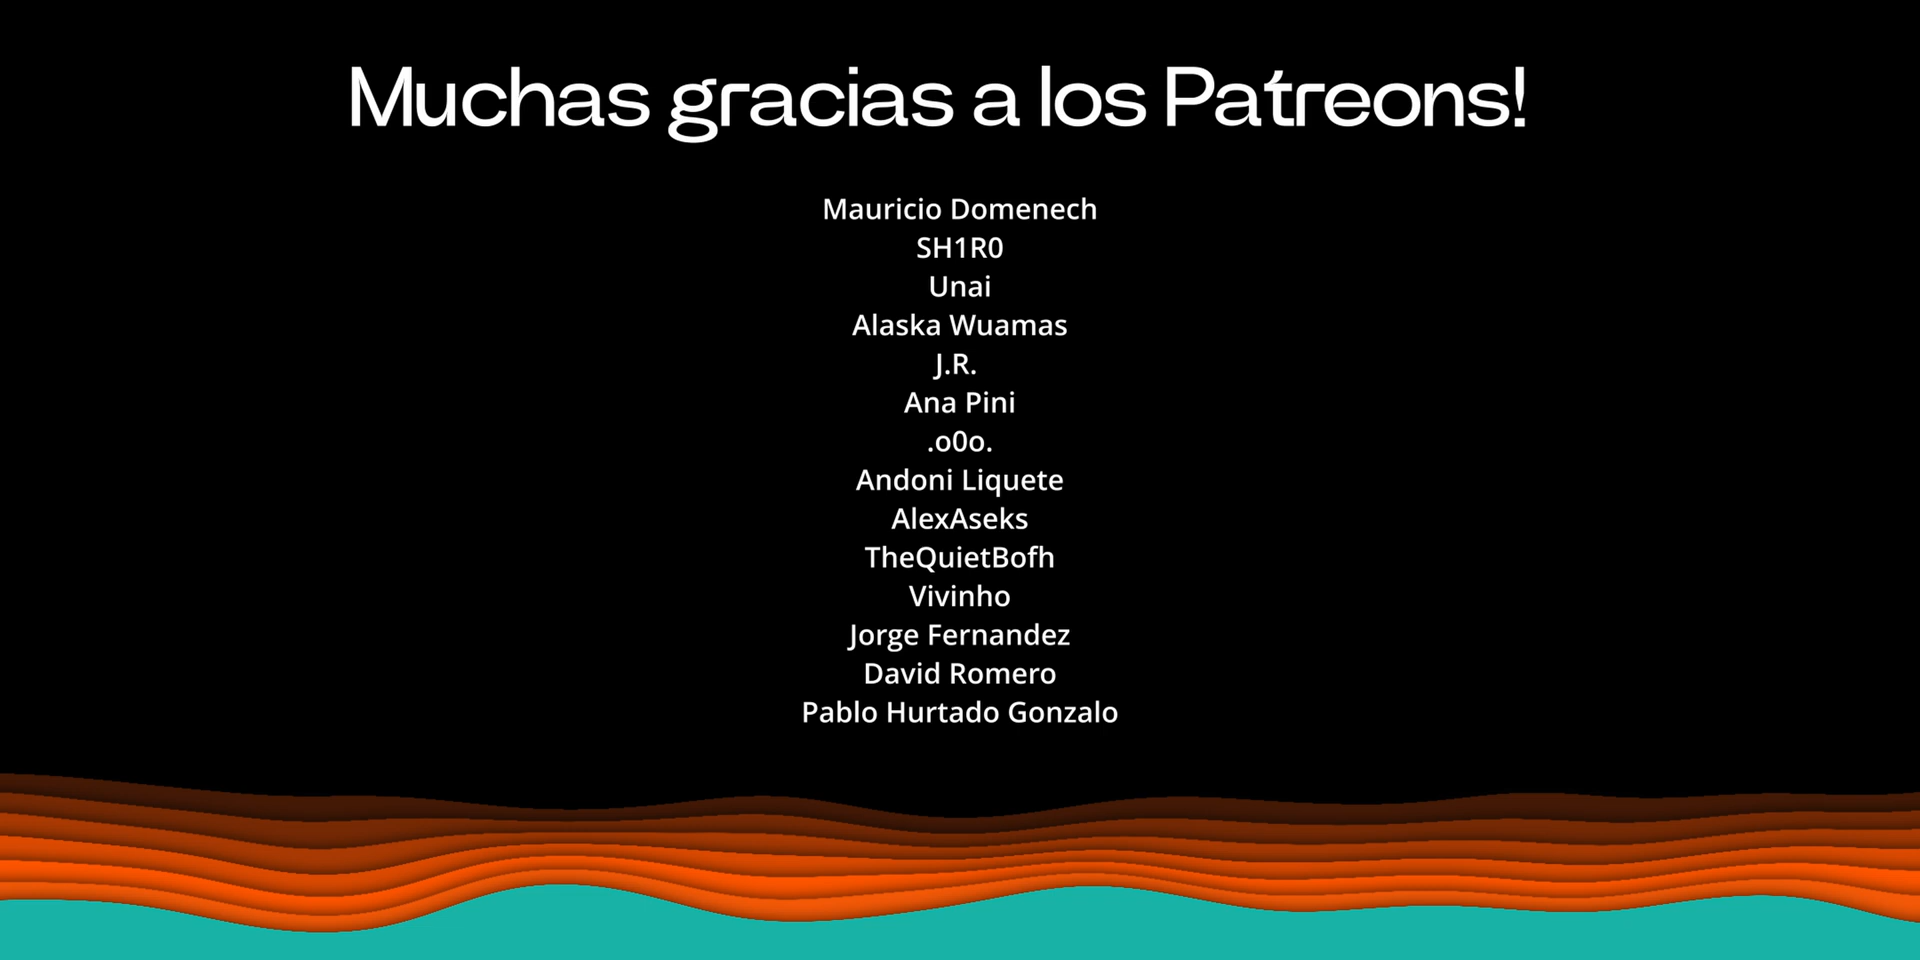 Muchas gracias a los Patreons!
Mauricio Domenech
SH1R0
Unai
Alaska Wuamas
J.R.
Ana Pini
.o0o.
Andoni Liquete
AlexAseks
TheQuietBofh
Vivinho
Jorge Fernandez
David Romero
Pablo Hurtado Gonzalo